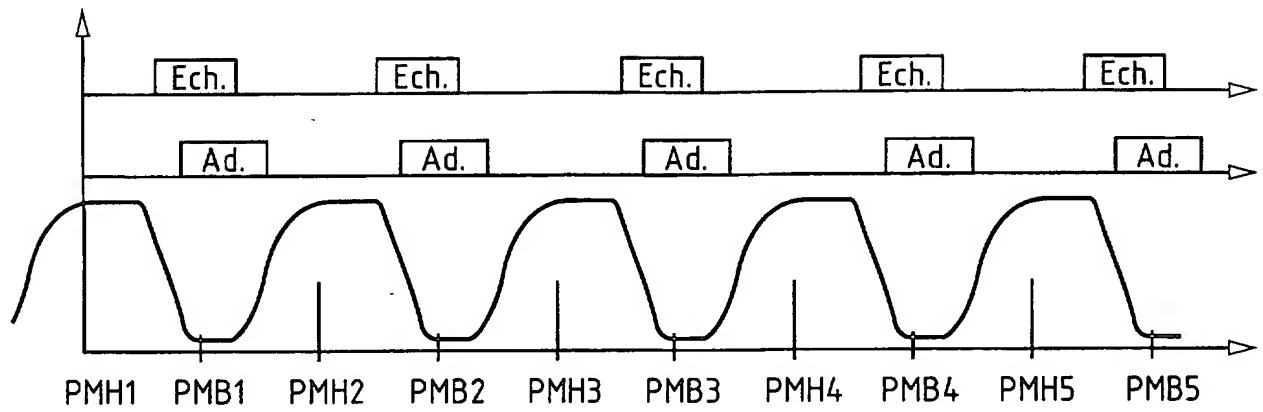 Ech. Ech. Ech. Ech. Ech.
Ad. Ad. Ad. Ad. Ad.
PMH1 PMB1 PMH2 PMB2 PMH3 PMB3 PMH4 PMB4 PMH5 PMB5